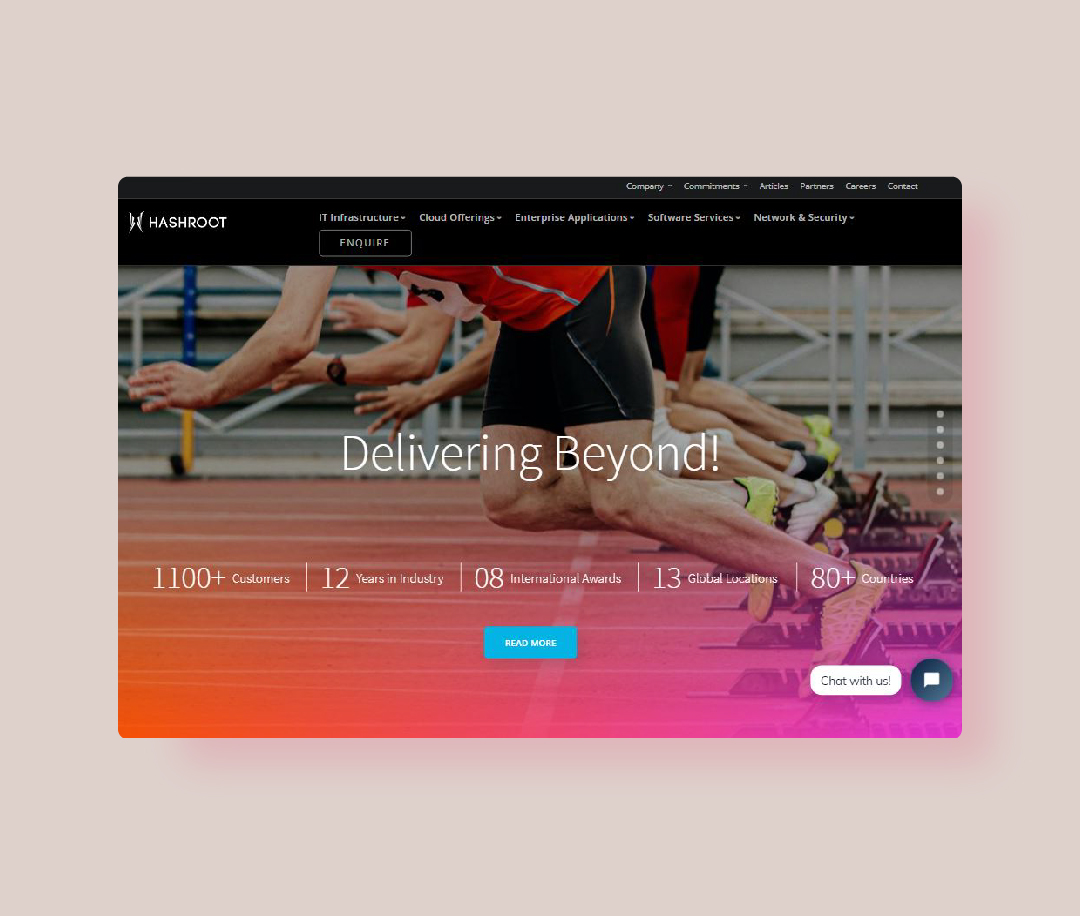 Company Commitments Articles Partners Careers Contact
HASHROOT
IT Infrastructure Cloud Offerings Enterprise Applications Software Services Network & Security
ENQUIRE
Delivering Beyond!
1100+ Customers 12 Years in Industry 08 International Awards 13 Global Locations 80+ Countries
READ MORE
Chat with us!